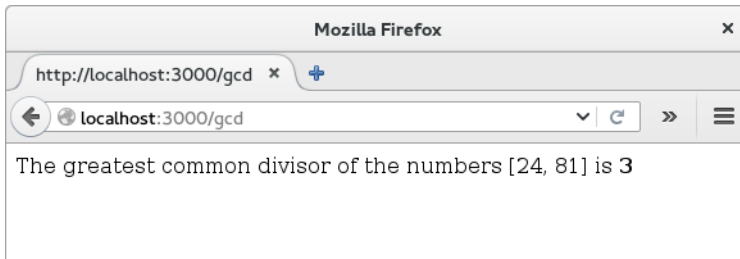 Mozilla Firefox
http://localhost:3000/gcd
localhost:3000/gcd
The greatest common divisor of the numbers [24, 81] is 3